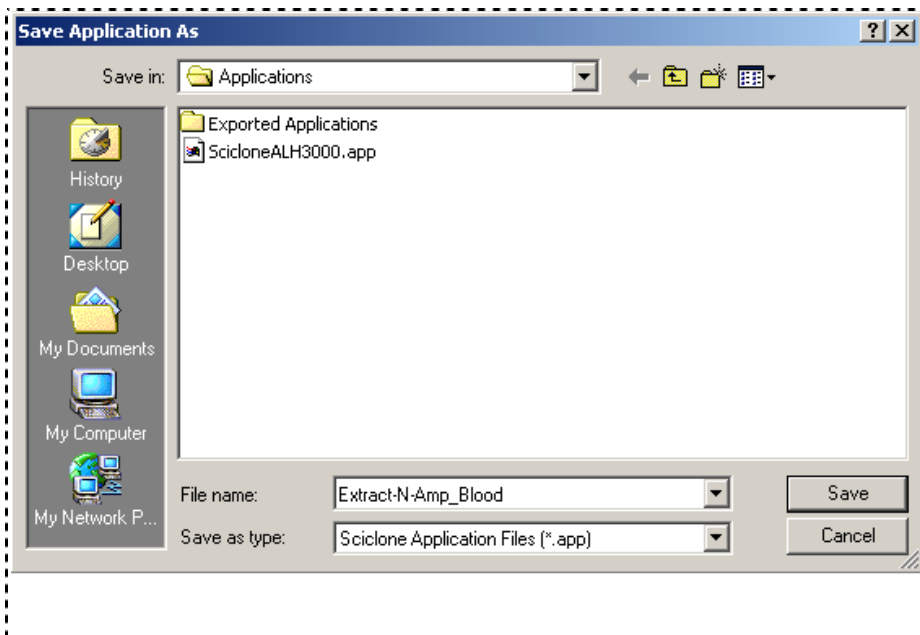 Save Application As
Save in: Applications
Exported Applications
ScicloneALH3000.app
History
Desktop
My Documents
My Computer
My Network P...
File name: Extract-N-Amp_Blood Save
Save as type: Sciclone Application Files (*.app) Cancel